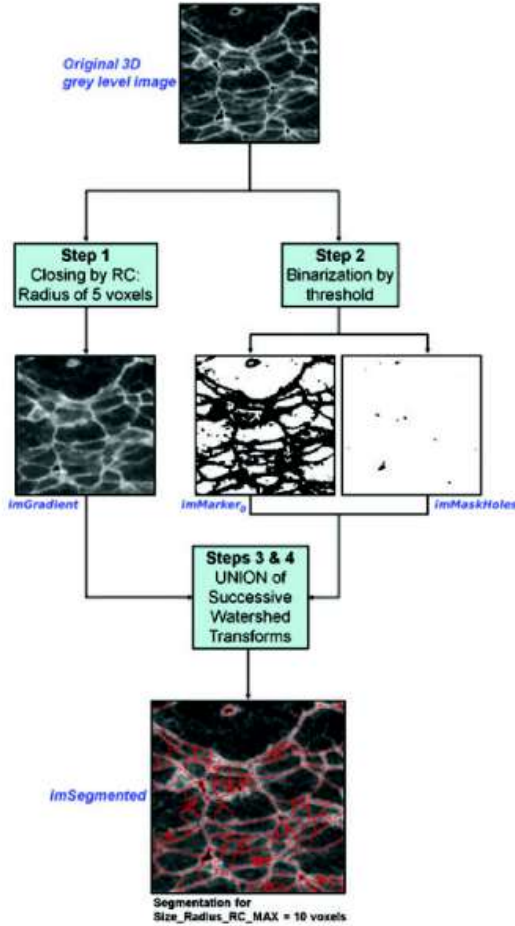 Original 3D
grey level image
Step 1
Closing by RC:
Radius of 5 voxels
Step 2
Binarization by
threshold
imGradient
imMarker0
imMaskHoles
Steps 3 & 4
UNION of
Successive
Watershed
Transforms
imSegmented
Segmentation for
Size_Radius_RC_MAX = 10 voxels